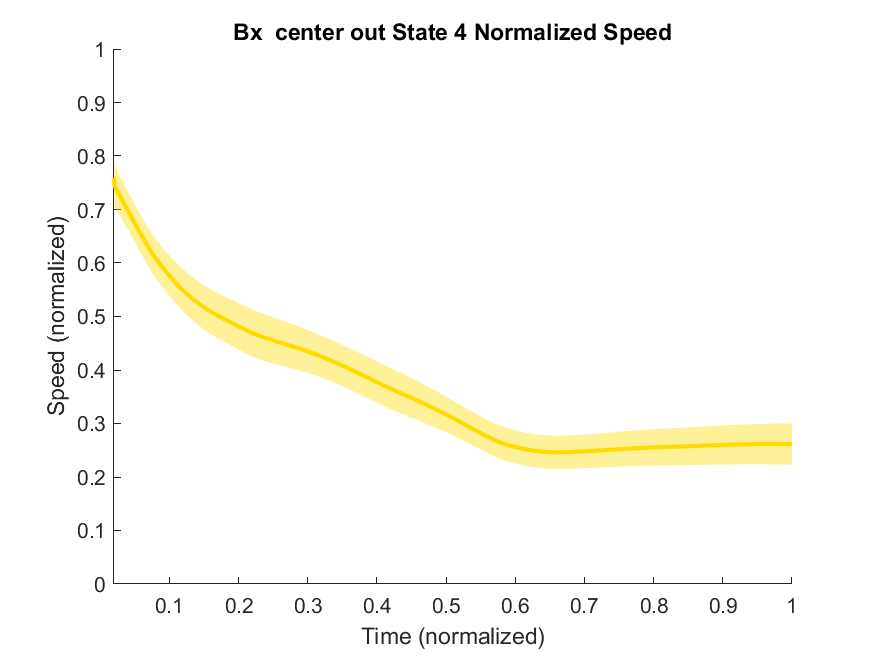 Bx  center out State 4 Normalized Speed
1
0.9
0.8
0.7
0.6
0.5
0.4
0.3
0.2
0.1
0
Speed (normalized)
0.1 0.2 0.3 0.4 0.5 0.6 0.7 0.8 0.9 1
Time (normalized)